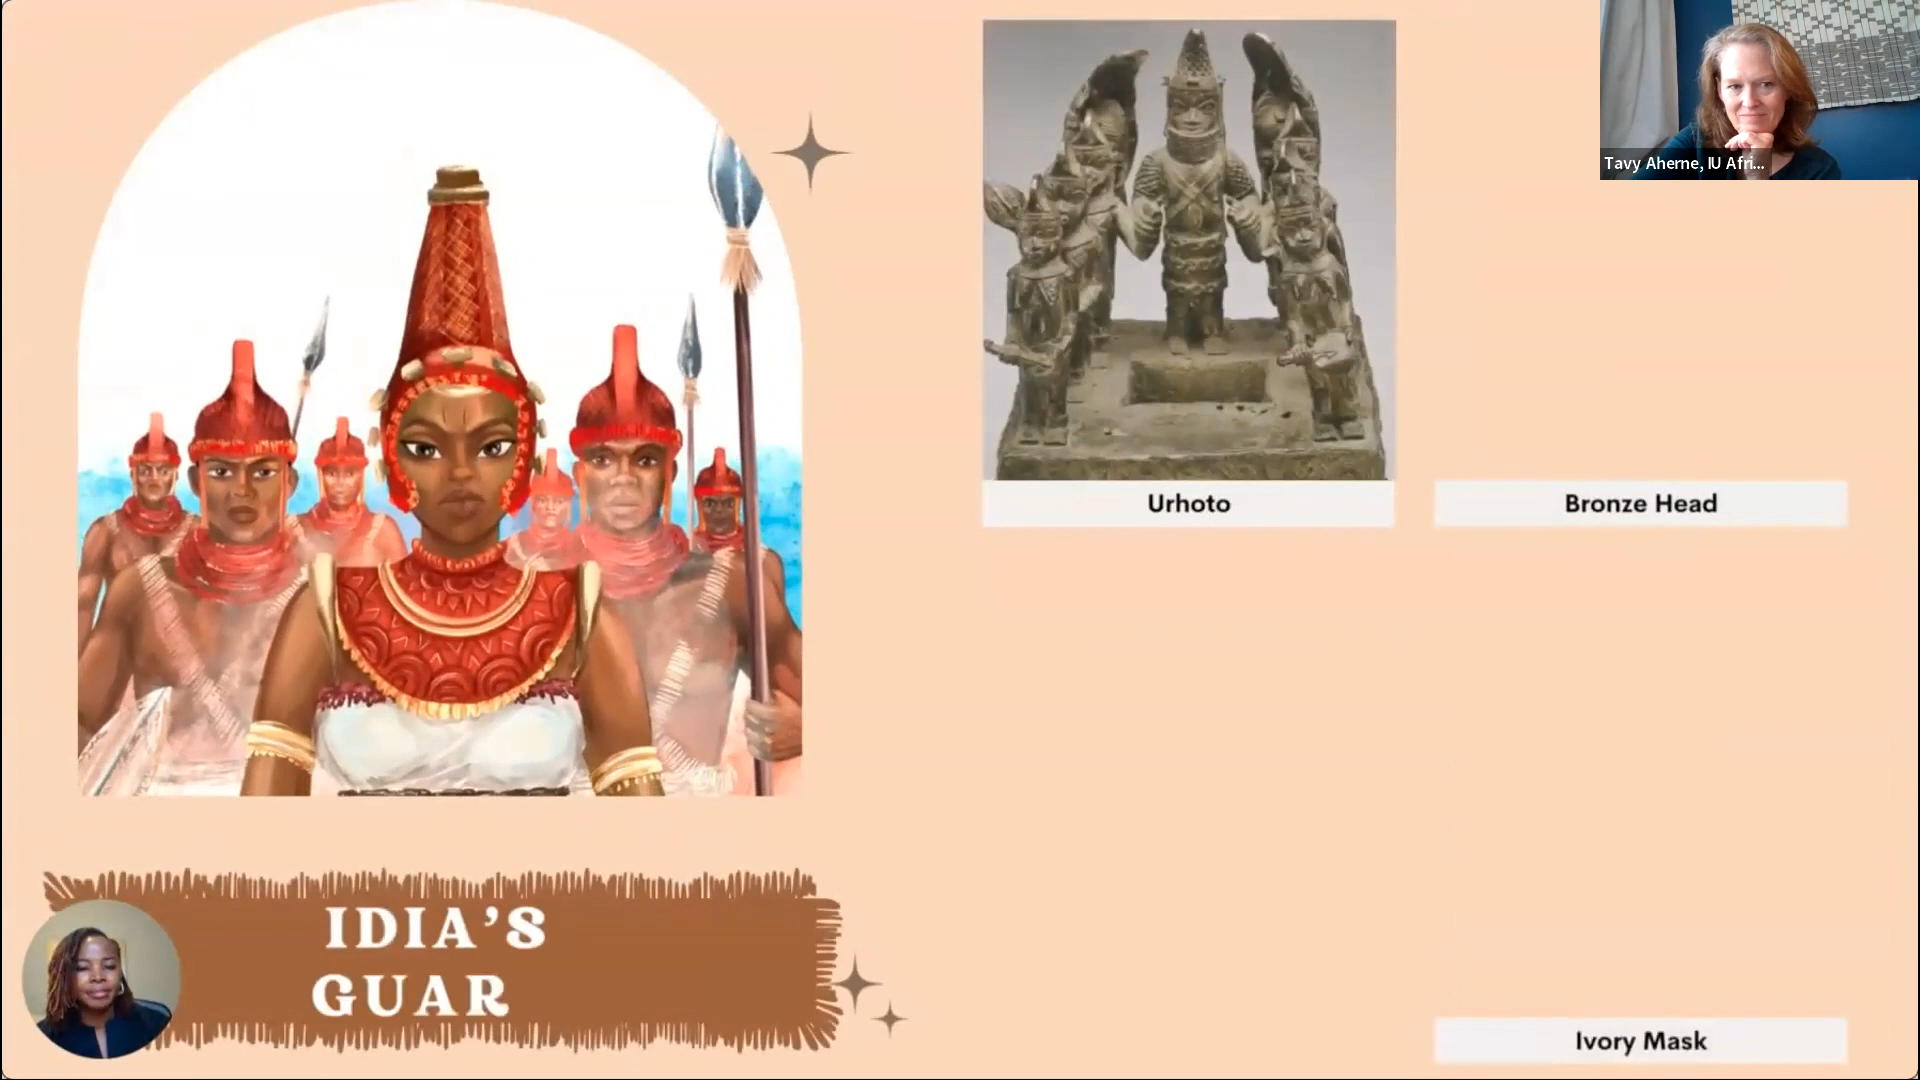 Tavy Aherne, IU Afri...
Urhoto
Bronze Head
IDIA'S
GUAR
Ivory Mask